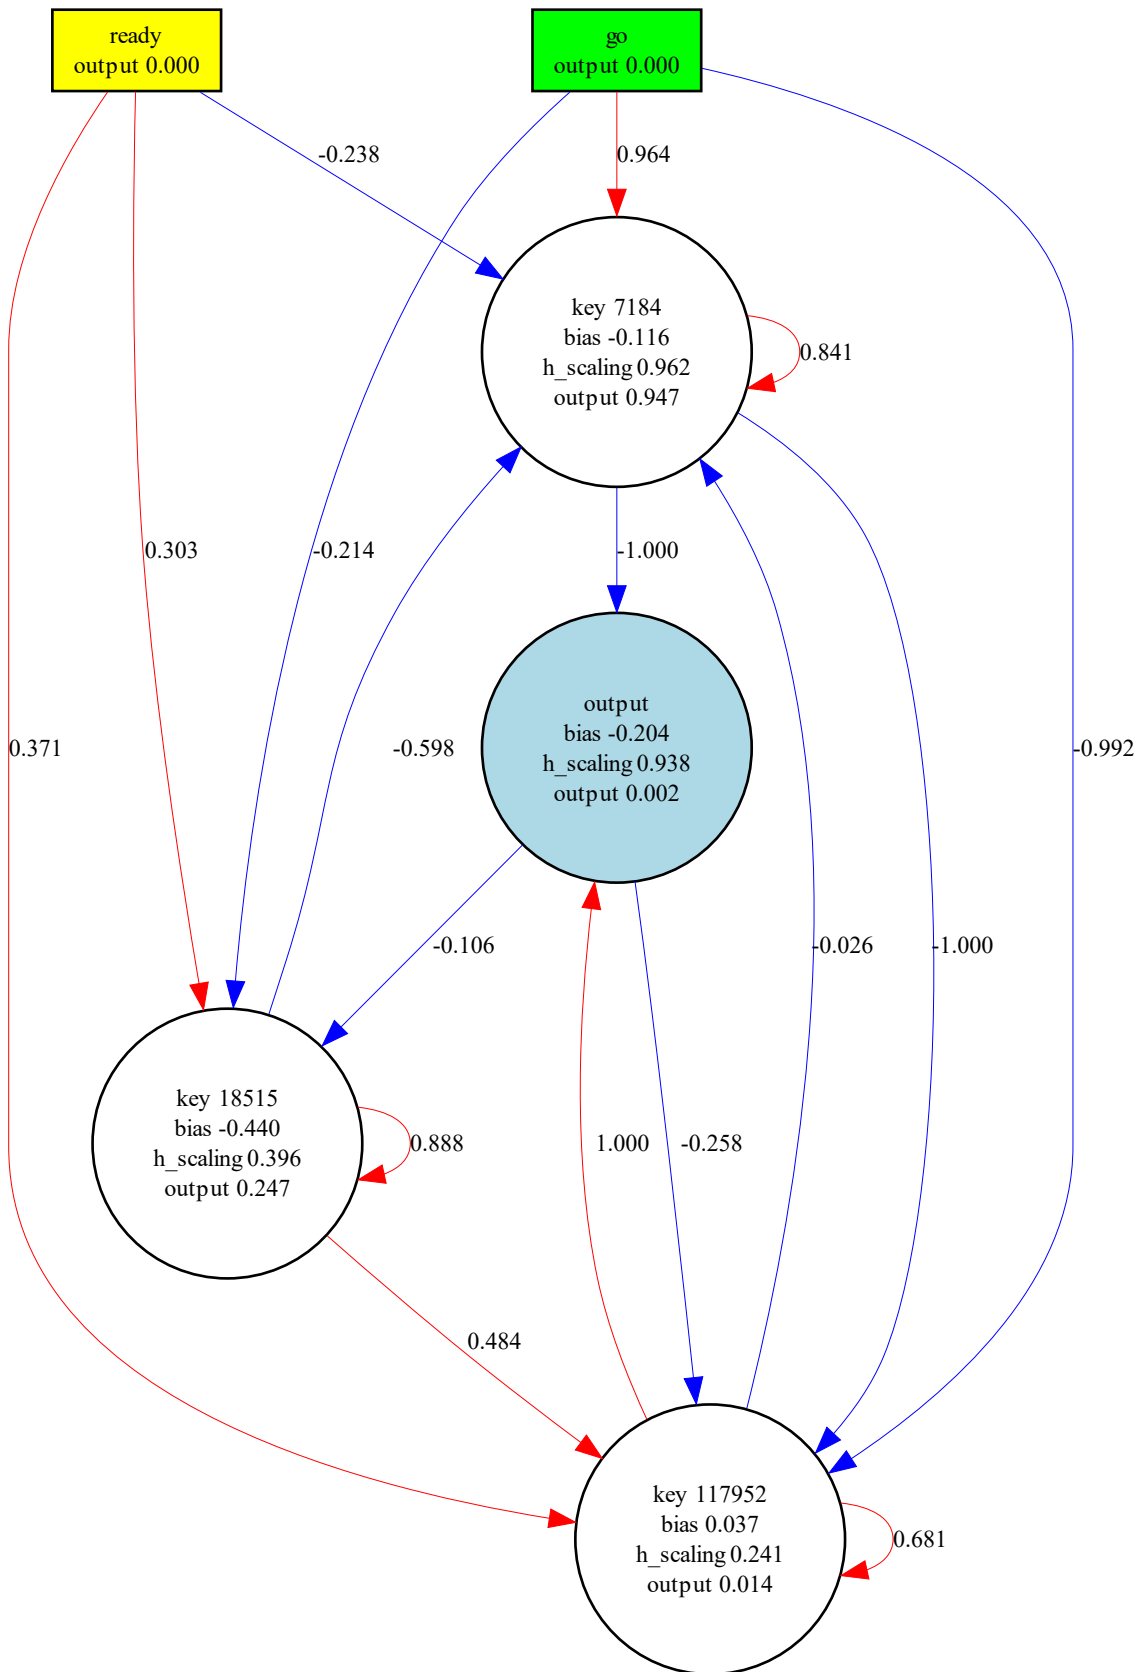 ready
output 0.000
go
output 0.000
-0.238
0.964
key 7184
bias -0.116
h_scaling 0.962
output 0.947
0.841
0.303
-0.214
-1.000
0.371
-0.598
output
bias -0.204
h_scaling 0.938
output 0.002
-0.992
-0.106
-0.026
-1.000
key 18515
bias -0.440
h_scaling 0.396
output 0.247
0.888
1.000
-0.258
0.484
key 117952
bias 0.037
h_scaling 0.241
output 0.014
0.681